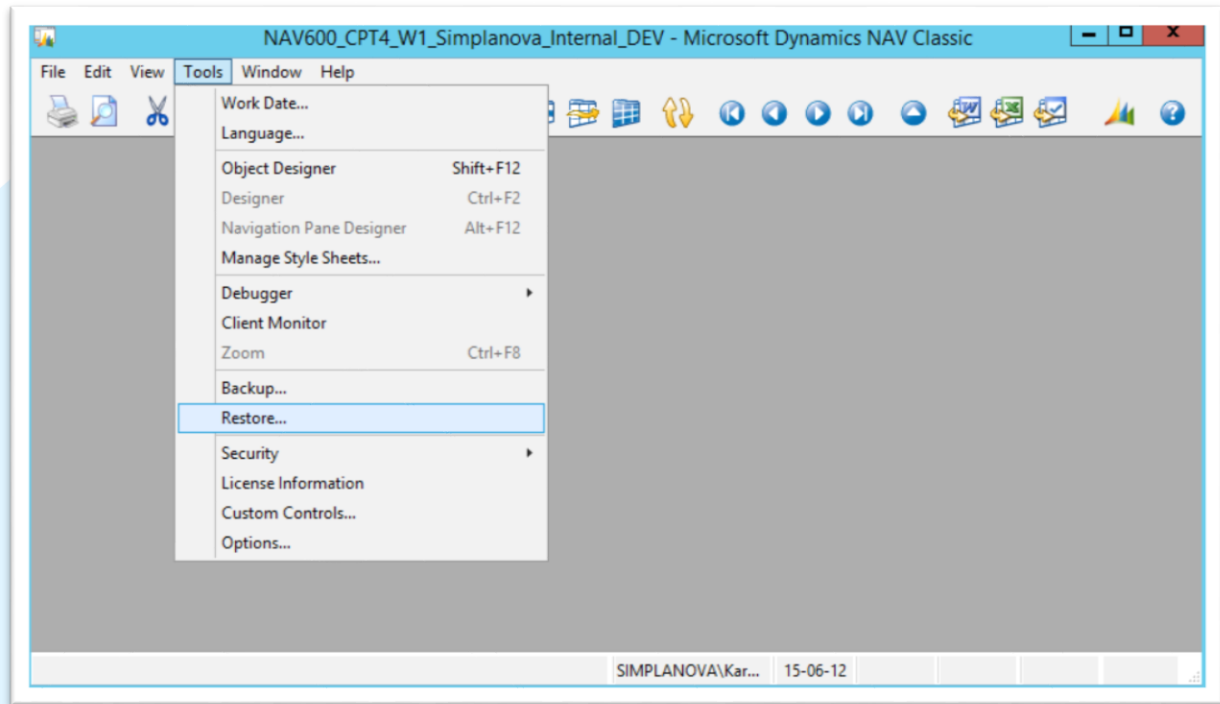 NAV600_CPT4_W1_Simplanova_Internal_DEV - Microsoft Dynamics NAV Classic
File Edit View Tools Window Help
Work Date...
Language...
Object Designer Shift+F12
Designer Ctrl+F2
Navigation Pane Designer Alt+F12
Manage Style Sheets...
Debugger
Client Monitor
Zoom Ctrl+F8
Backup...
Restore...
Security
License Information
Custom Controls...
Options...
SIMPLANOVA\Kar... 15-06-12